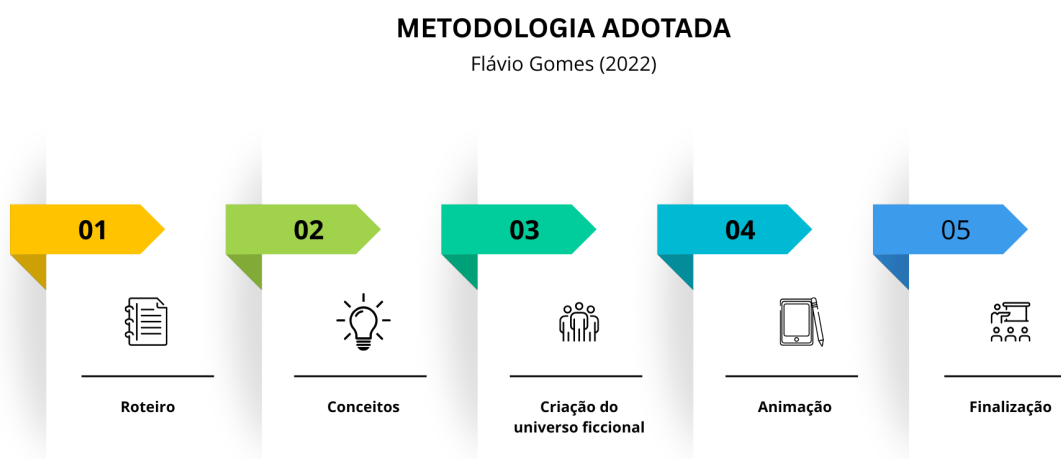 METODOLOGIA ADOTADA
Flávio Gomes (2022)
01
02
03
04
05
Roteiro
Conceitos
Criação do
universo ficcional
Animação
Finalização